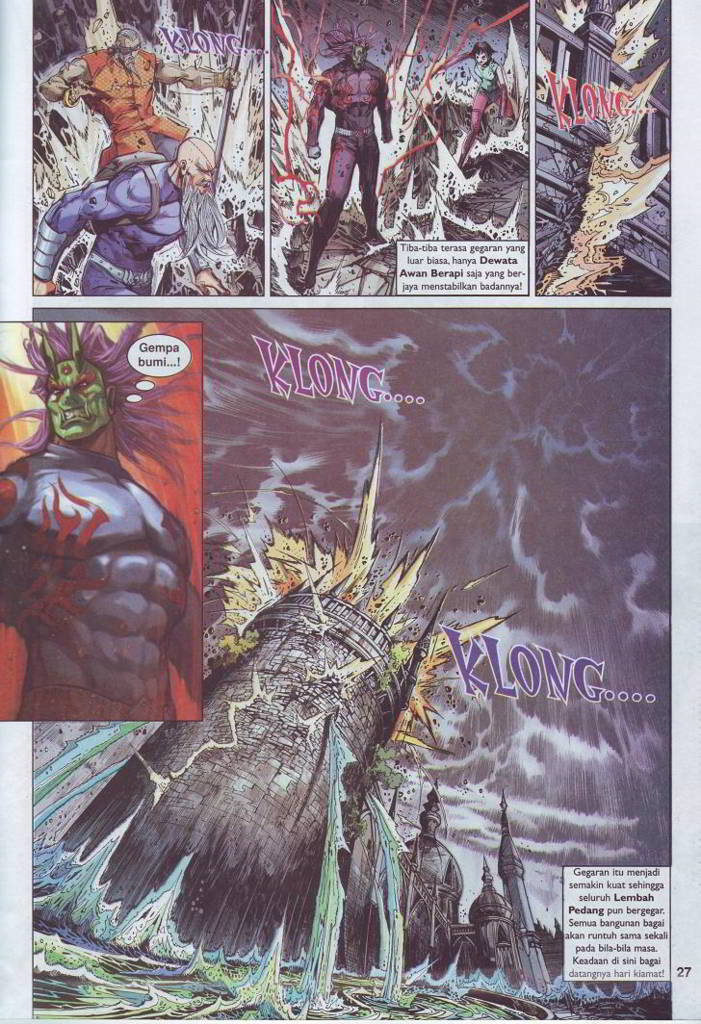 KLONG....
Tiba-tiba terasa gegaran yang
luar biasa, hanya Dewata
Awan Berapi saja yang ber-
jaya menstabilkan badannya!
KLONG....
Gempa
bumi...!
KLONG....
KLONG....
Gegaran itu menjadi
semakin kuat sehingga
seluruh Lembah
Pedang pun bergegar.
Semua bangunan bagai
akan runtuh sama sekali
pada bila-bila masa.
Keadaan di sini bagai
datangnya hari kiamat!
27